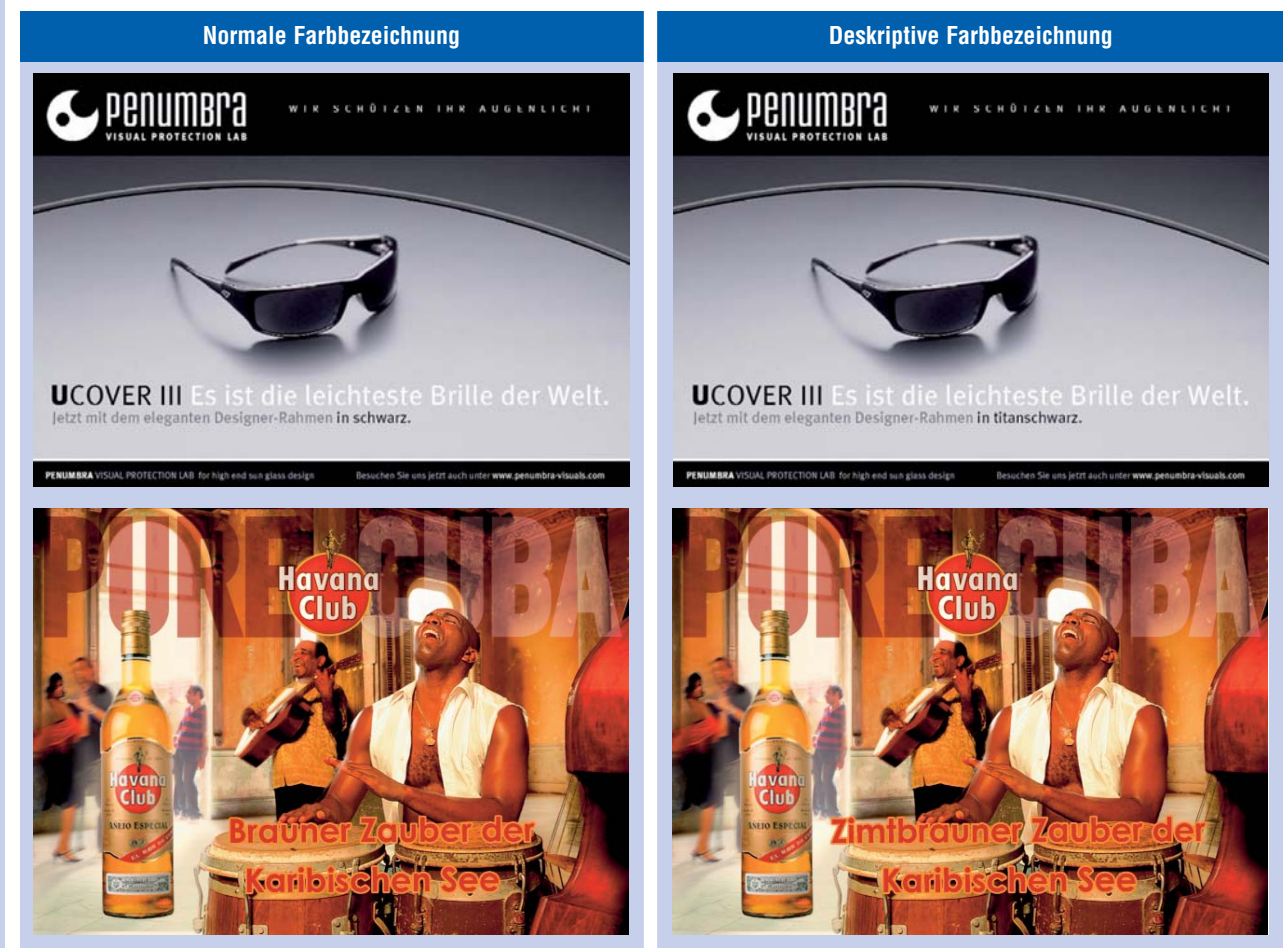 Normale Farbbezeichnung
Deskriptive Farbbezeichnung
PENUMBRA
VISUAL PROTECTION LAB
WIR SCHÜTZEN IHR AUGENLICHT
UCOVER III Es ist die leichteste Brille der Welt.
Jetzt mit dem eleganten Designer-Rahmen in schwarz.
PENUMBRA VISUAL PROTECTION LAB for high end sun glass design
Besuchen Sie uns jetzt auch unter www.penumbra-visuals.com
PENUMBRA
VISUAL PROTECTION LAB
WIR SCHÜTZEN IHR AUGENLICHT
UCOVER III Es ist die leichteste Brille der Welt.
Jetzt mit dem eleganten Designer-Rahmen in titanschwarz.
PENUMBRA VISUAL PROTECTION LAB for high end sun glass design
Besuchen Sie uns jetzt auch unter www.penumbra-visuals.com
PURE CUBA
Havana
Club
Havana
Club
AÑEJO ESPECIAL
Brauner Zauber der
Karibischen See
PURE CUBA
Havana
Club
Havana
Club
AÑEJO ESPECIAL
Zimtbrauner Zauber der
Karibischen See